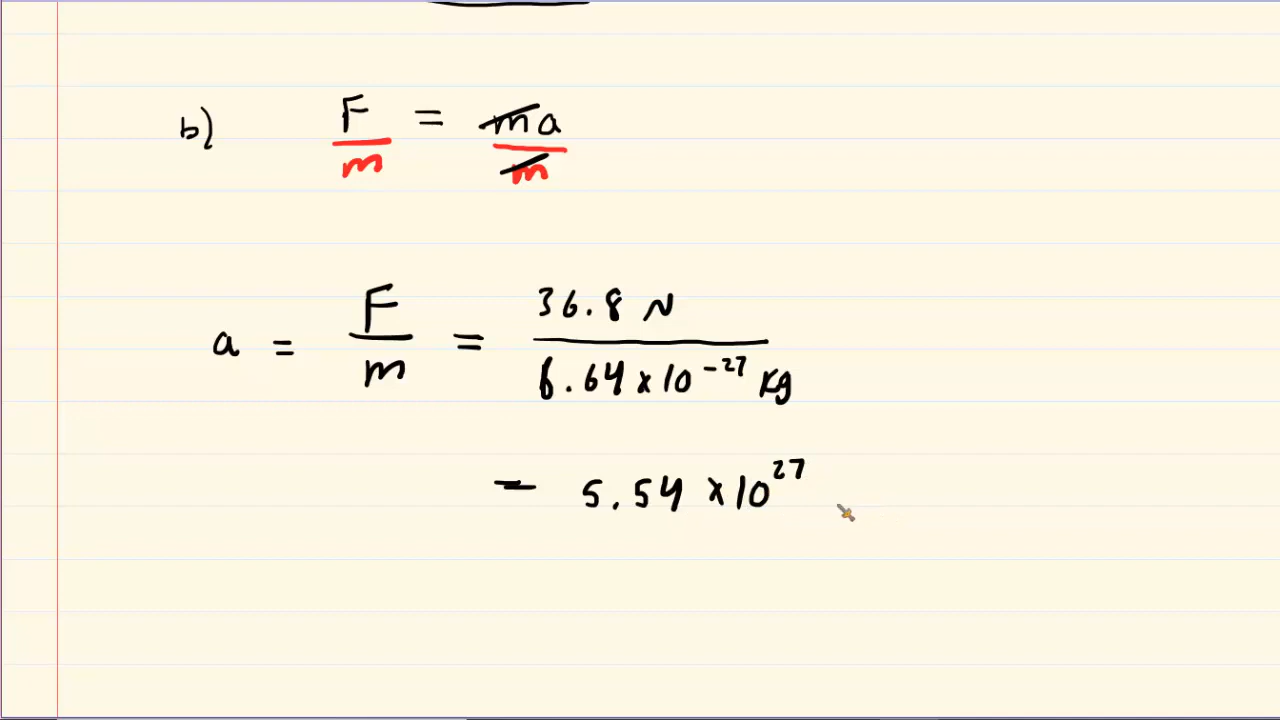 b) F/m = ma/m
a = F/m = 36.8 N / 6.64 x 10^-27 kg
= 5.54 x 10^27